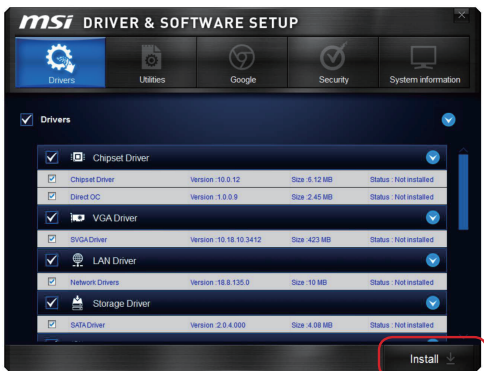 msi DRIVER & SOFTWARE SETUP
Drivers Utilities Google Security System information
Drivers
Chipset Driver
Chipset Driver Version :10.0.12 Size :5.12 MB Status : Not installed
Direct OC Version :1.0.0.9 Size :2.45 MB Status : Not installed
VGA Driver
SVGA Driver Version :10.18.10.3412 Size :423 MB Status : Not installed
LAN Driver
Network Drivers Version :18.8.135.0 Size :10 MB Status : Not installed
Storage Driver
SATA Driver Version :2.0.4.000 Size :4.08 MB Status : Not installed
Install